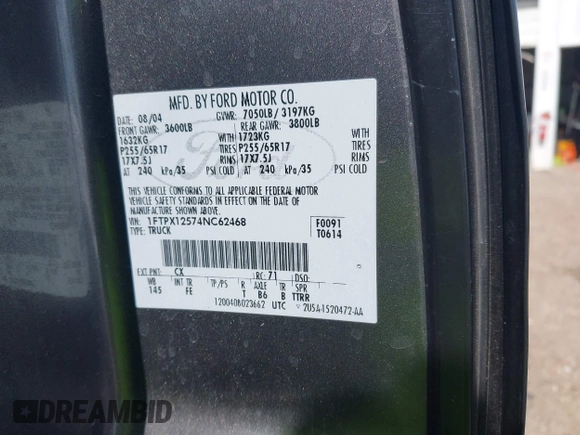 MFD. BY FORD MOTOR CO.
DATE: 08/04 GVWR: 7050LB/ 3197KG
FRONT GAWR: 3600LB REAR GAWR: 3800LB
1632KG 1723KG
P255/65R17 TIRES P255/65R17 TIRES
17X7.5J RIMS 17X7.5J RIMS
AT 240 kPa/35 PSI COLD AT 240 kPa/35 PSI COLD
THIS VEHICLE CONFORMS TO ALL APPLICABLE FEDERAL MOTOR
VEHICLE SAFETY STANDARDS IN EFFECT ON THE DATE OF
MANUFACTURE SHOWN ABOVE.
VIN: 1FTPX12574NC62468 F0091
TYPE: TRUCK T0614
EXT PNT: CX RC: 71 DSO:
WB INT TR TP/PS R AXLE TR SPR
145 FE T B6 B TTRR
120040B023662 UTC 2U5A-1520472-AA
Ford
DREAMBID